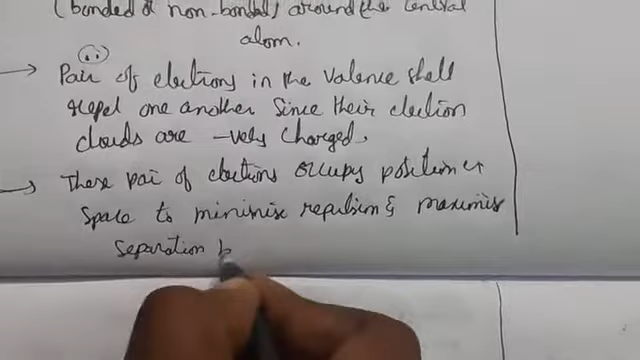 (bonded & non-bonded) around the central
atom.
→ Pair of electrons in the valence shell
repel one another since their electron
clouds are -vely charged.
→ These pair of electrons occupy position in
space to minimise repulsion & maximise
separation b